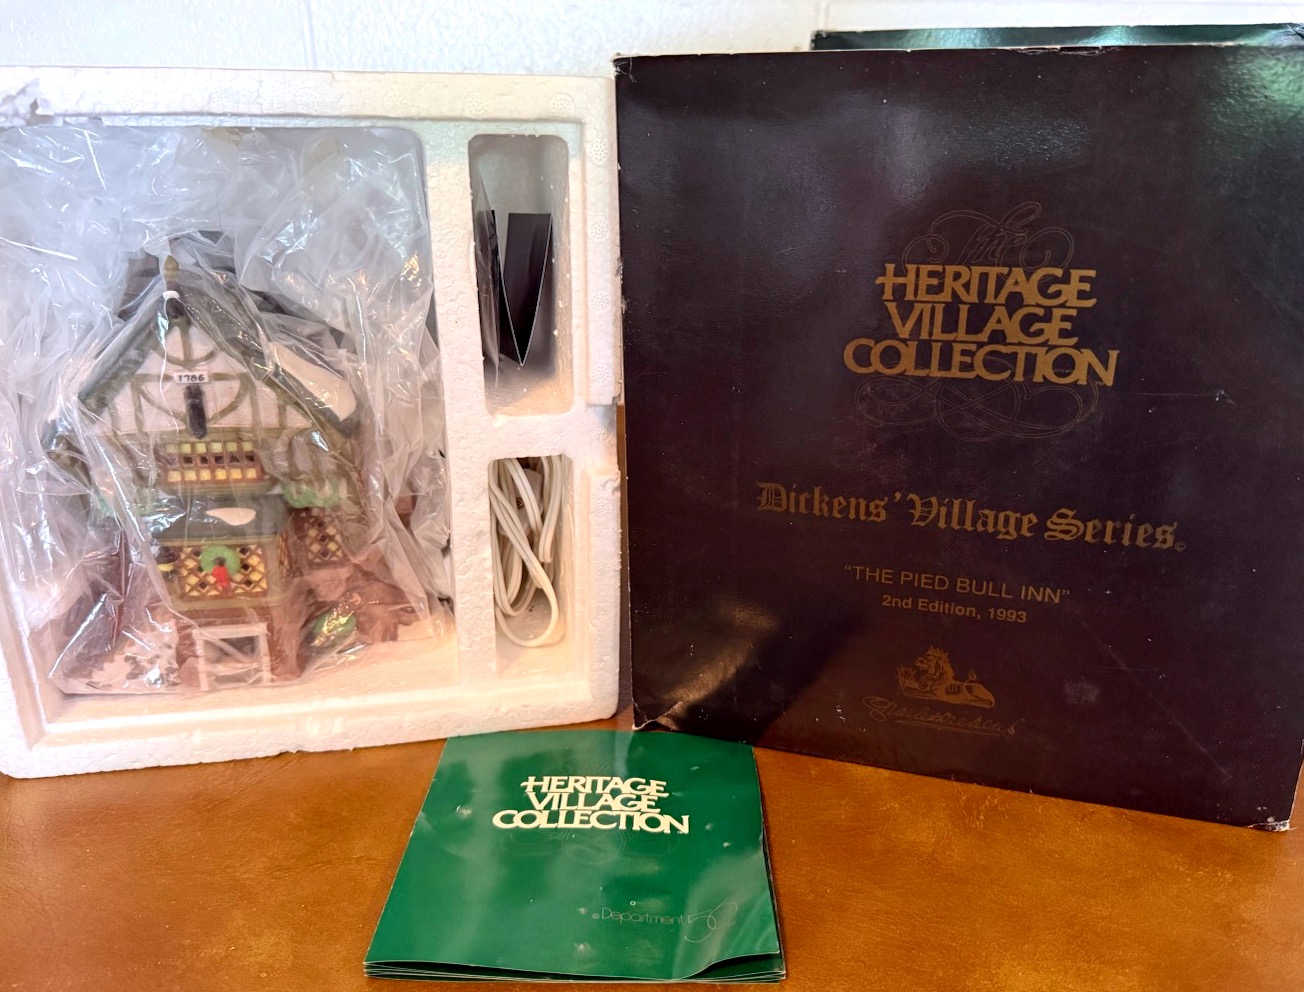 1786
The
HERITAGE
VILLAGE
COLLECTION
Dickens' Village Series®
"THE PIED BULL INN"
2nd Edition, 1993
HERITAGE
VILLAGE
COLLECTION
Department 56